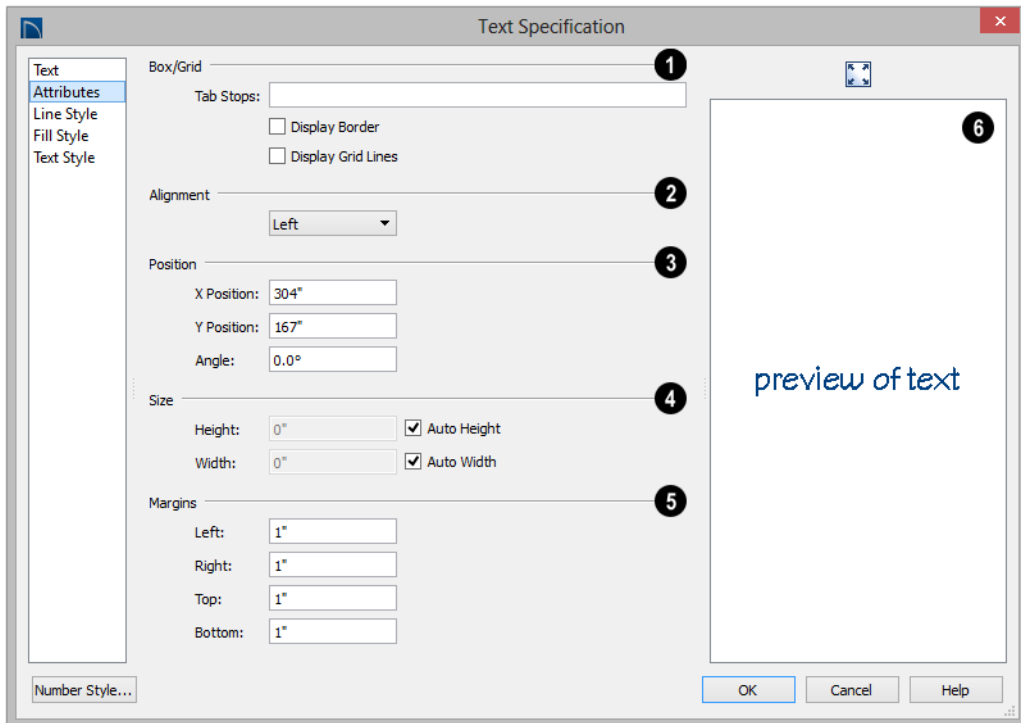 Text Specification
Text
Attributes
Line Style
Fill Style
Text Style
Box/Grid 1
Tab Stops:
Display Border
Display Grid Lines
Alignment 2
Left
Position 3
X Position: 304"
Y Position: 167"
Angle: 0.0°
Size 4
Height: 0" Auto Height
Width: 0" Auto Width
Margins 5
Left: 1"
Right: 1"
Top: 1"
Bottom: 1"
6
preview of text
Number Style... OK Cancel Help